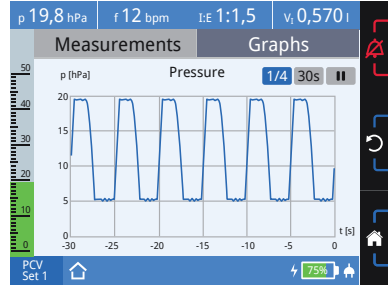 p 19,8 hPa f 12 bpm I:E 1:1,5 VI 0,570 l
Measurements Graphs
p [hPa] Pressure 1/4 30s
50
40
30
20
10
0
20
15
10
5
0
t [s]
-30 -25 -20 -15 -10 -5 0
PCV
Set 1
75%